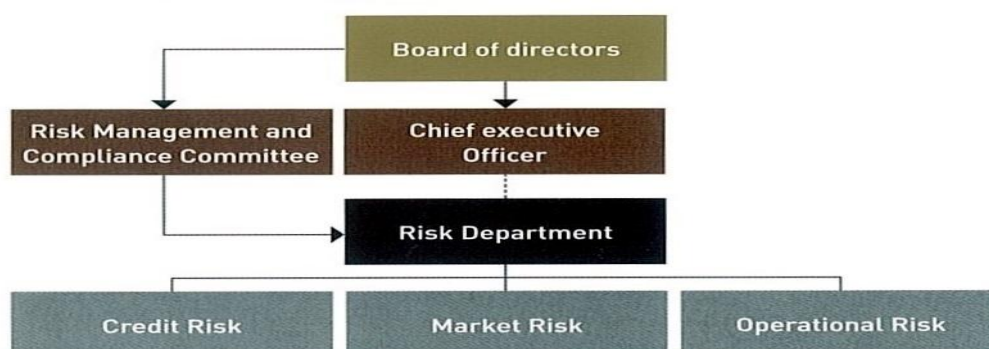 Board of directors
Risk Management and
Compliance Committee
Chief executive
Officer
Risk Department
Credit Risk
Market Risk
Operational Risk